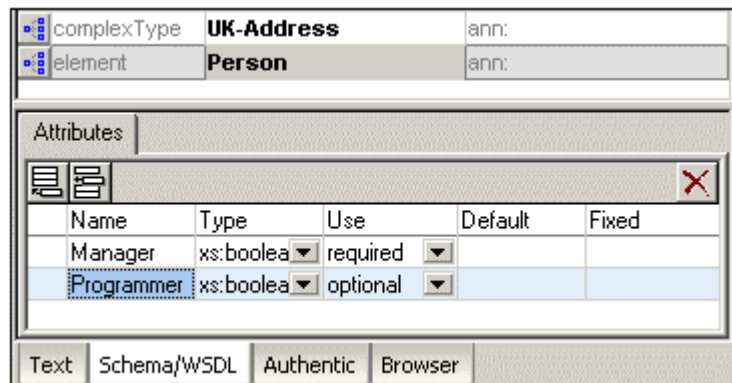 complexType UK-Address ann:
element Person ann:
Attributes
Name Type Use Default Fixed
Manager xs:boolea required
Programmer xs:boolea optional
Text Schema/WSDL Authentic Browser